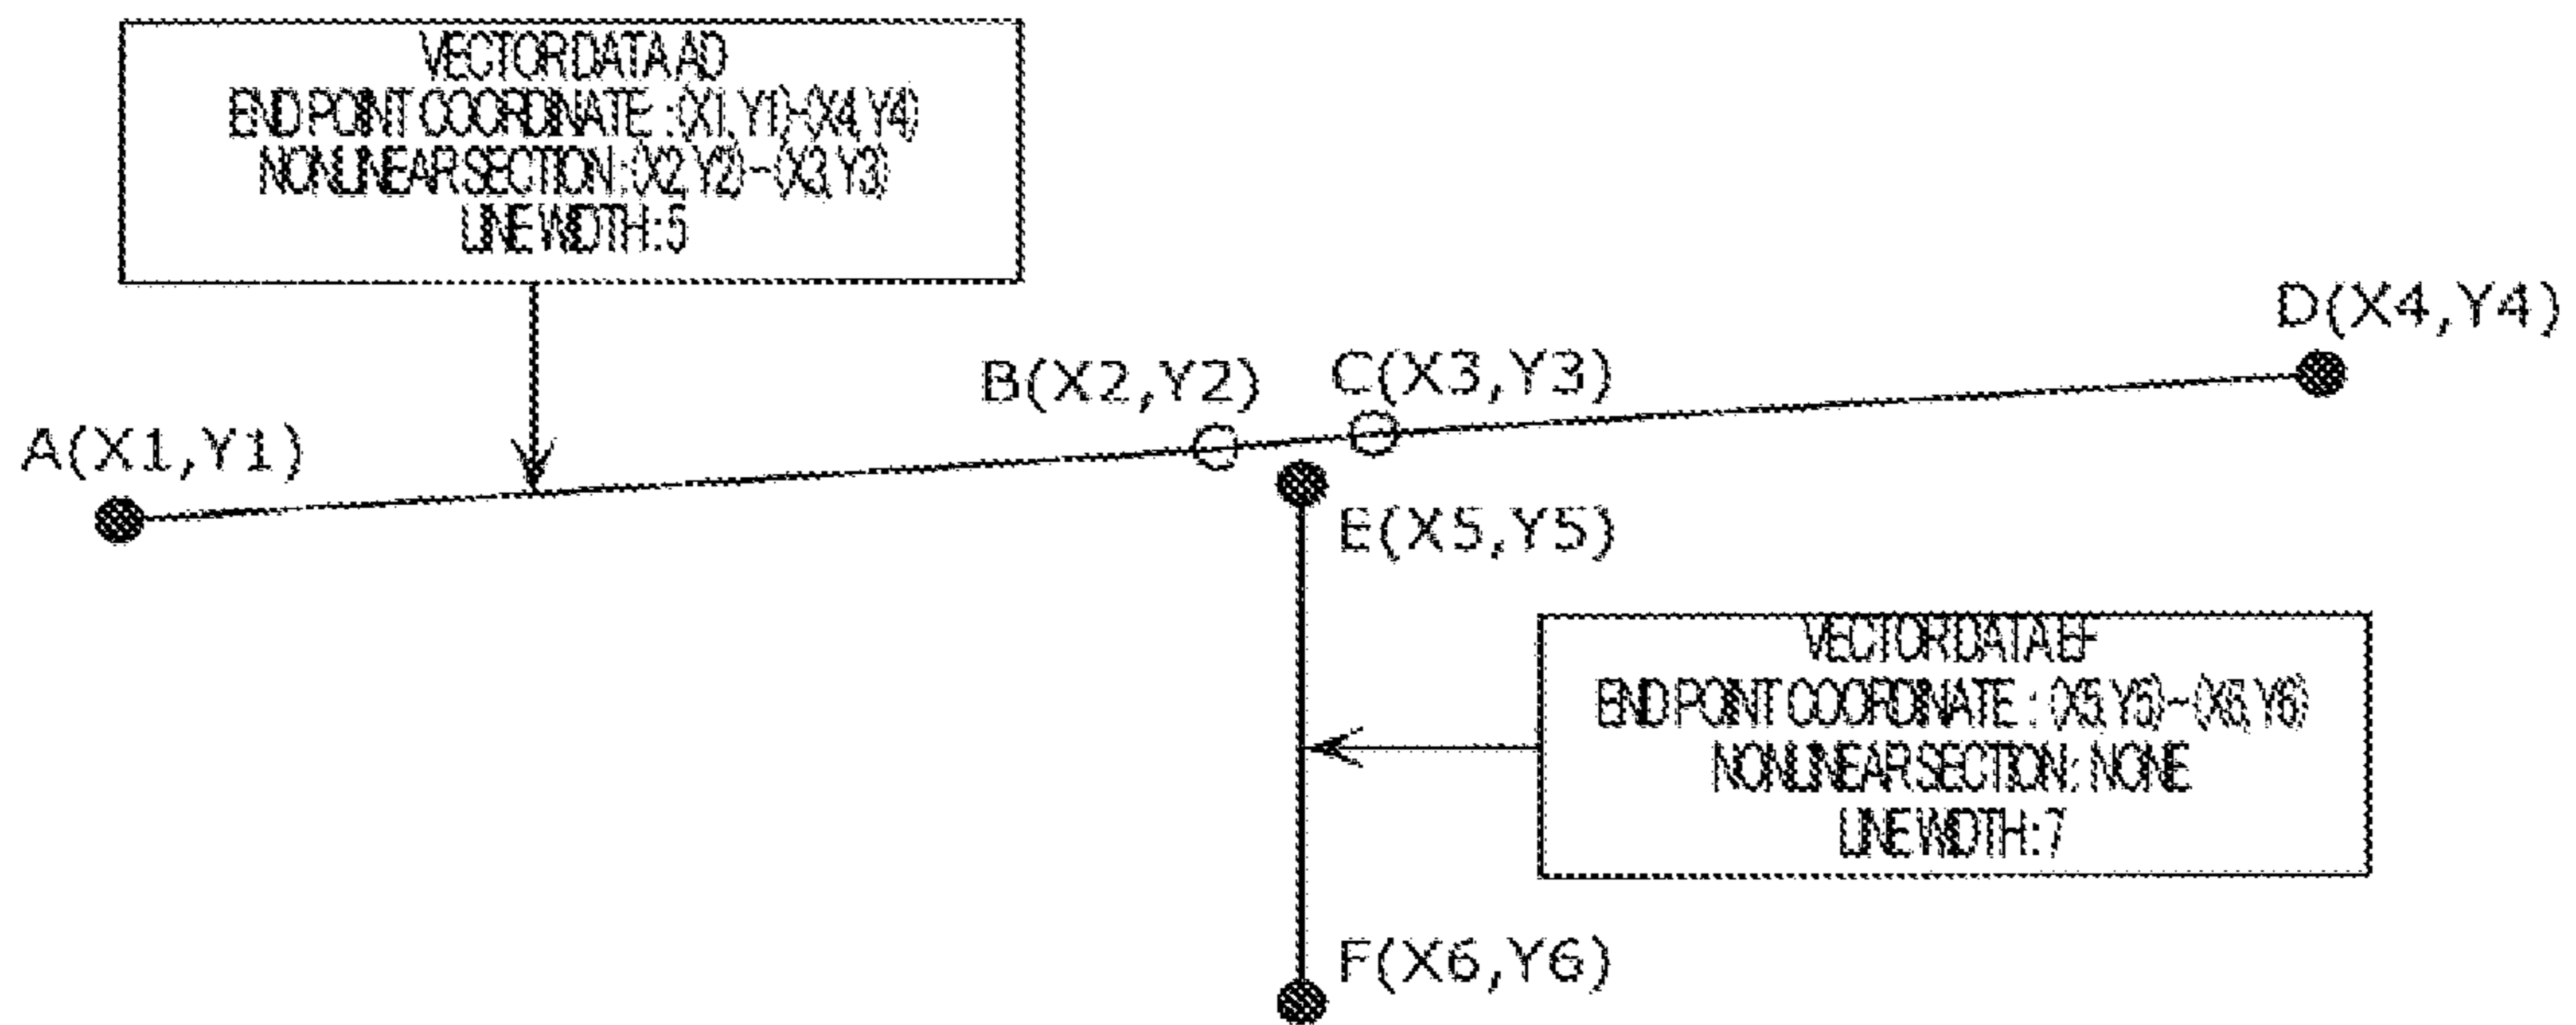 VECTOR DATA AD
END POINT COORDINATE : (X1, Y1)-(X4, Y4)
NONLINEAR SECTION : (X2, Y2)~(X3, Y3)
LINE WIDTH : 5
D(X4,Y4)
B(X2,Y2)
C(X3,Y3)
A(X1,Y1)
E(X5,Y5)
VECTOR DATA EF
END POINT COORDINATE : (X5, Y5)~(X6, Y6)
NONLINEAR SECTION : NONE
LINE WIDTH : 7
F(X6,Y6)